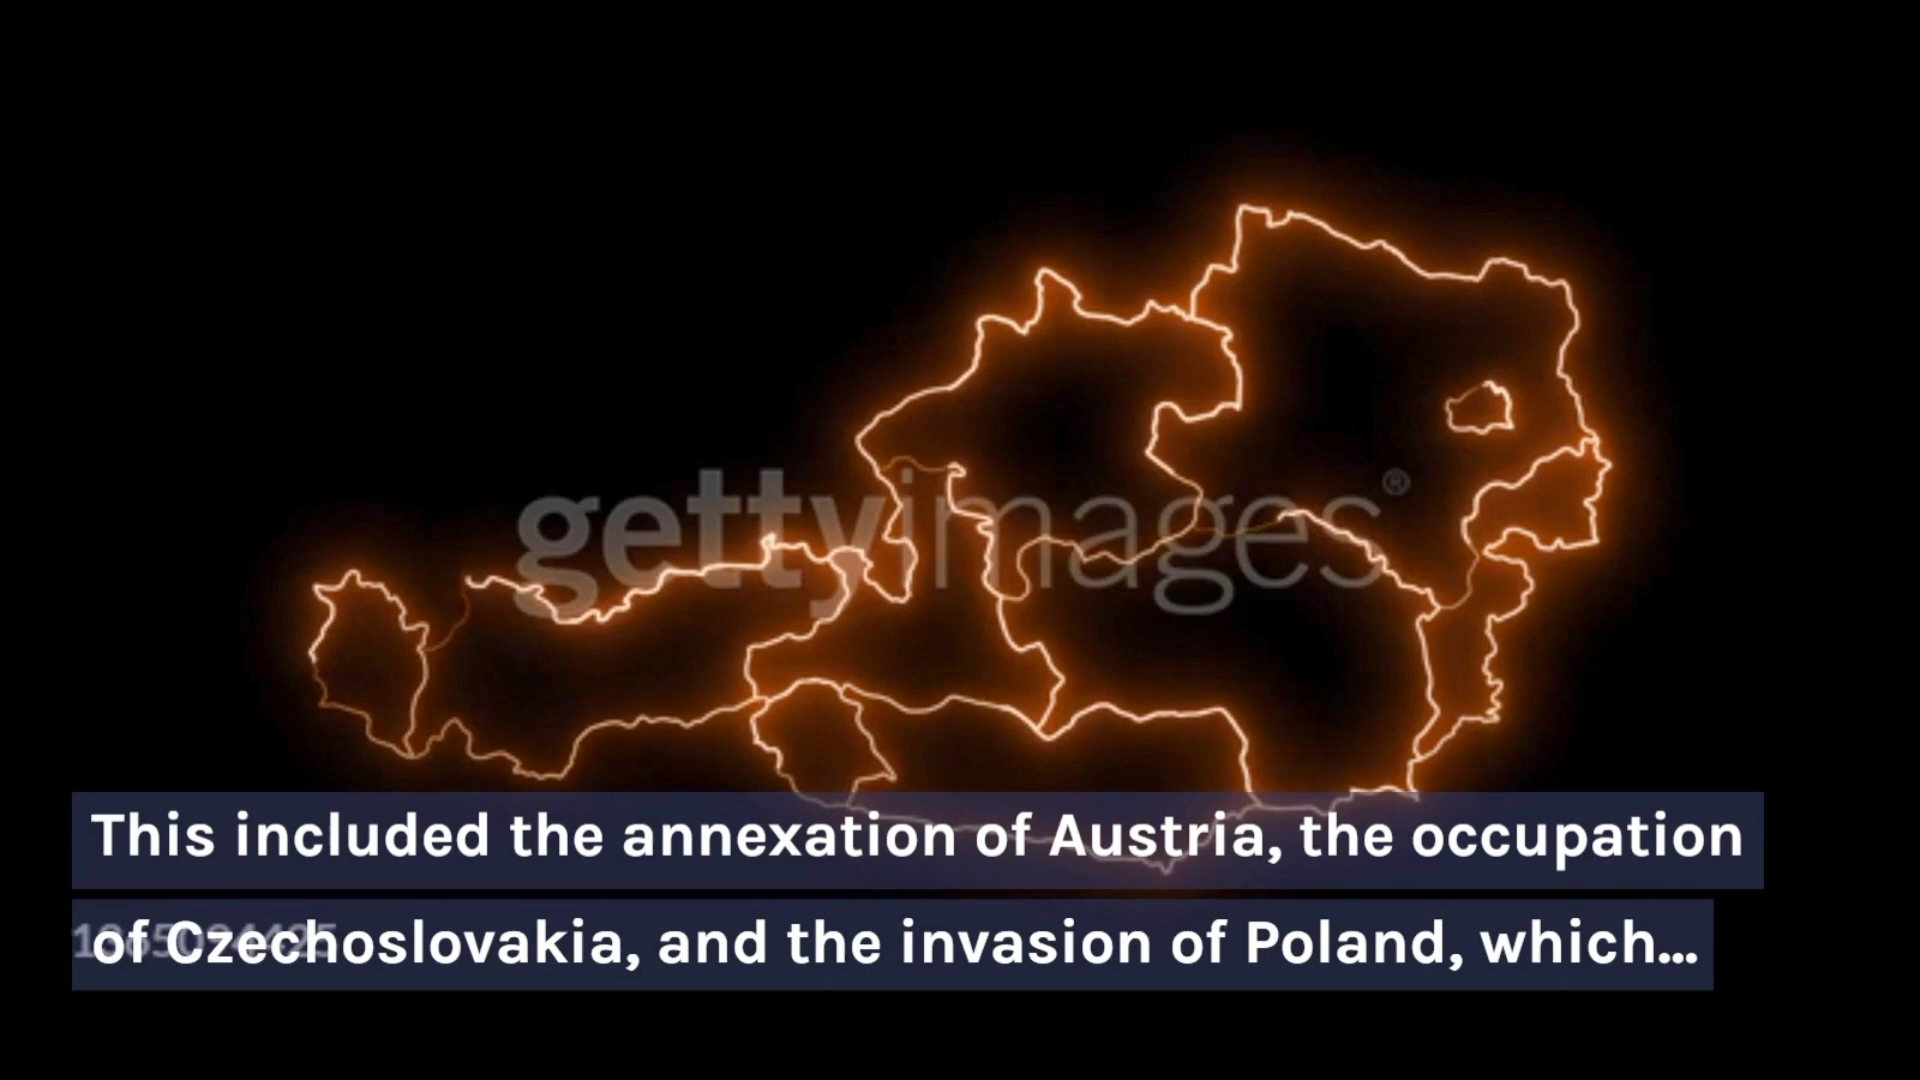 gettyimages®
This included the annexation of Austria, the occupation
of Czechoslovakia, and the invasion of Poland, which...